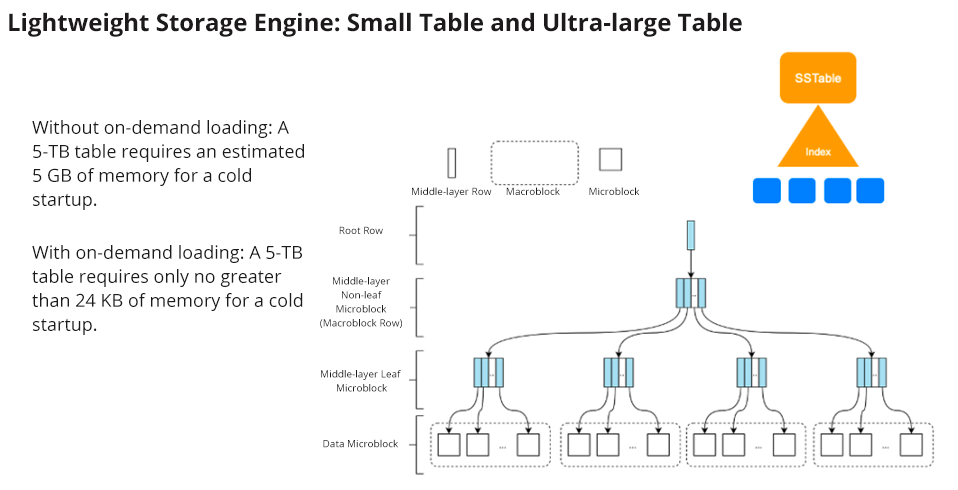 Lightweight Storage Engine: Small Table and Ultra-large Table
SSTable
Index
Without on-demand loading: A
5-TB table requires an estimated
5 GB of memory for a cold
startup.
With on-demand loading: A 5-TB
table requires only no greater
than 24 KB of memory for a cold
startup.
Middle-layer Row
Macroblock
Microblock
Root Row
Middle-layer
Non-leaf
Microblock
(Macroblock Row)
...
Middle-layer Leaf
Microblock
... ... ... ...
Data Microblock
... ... ... ...